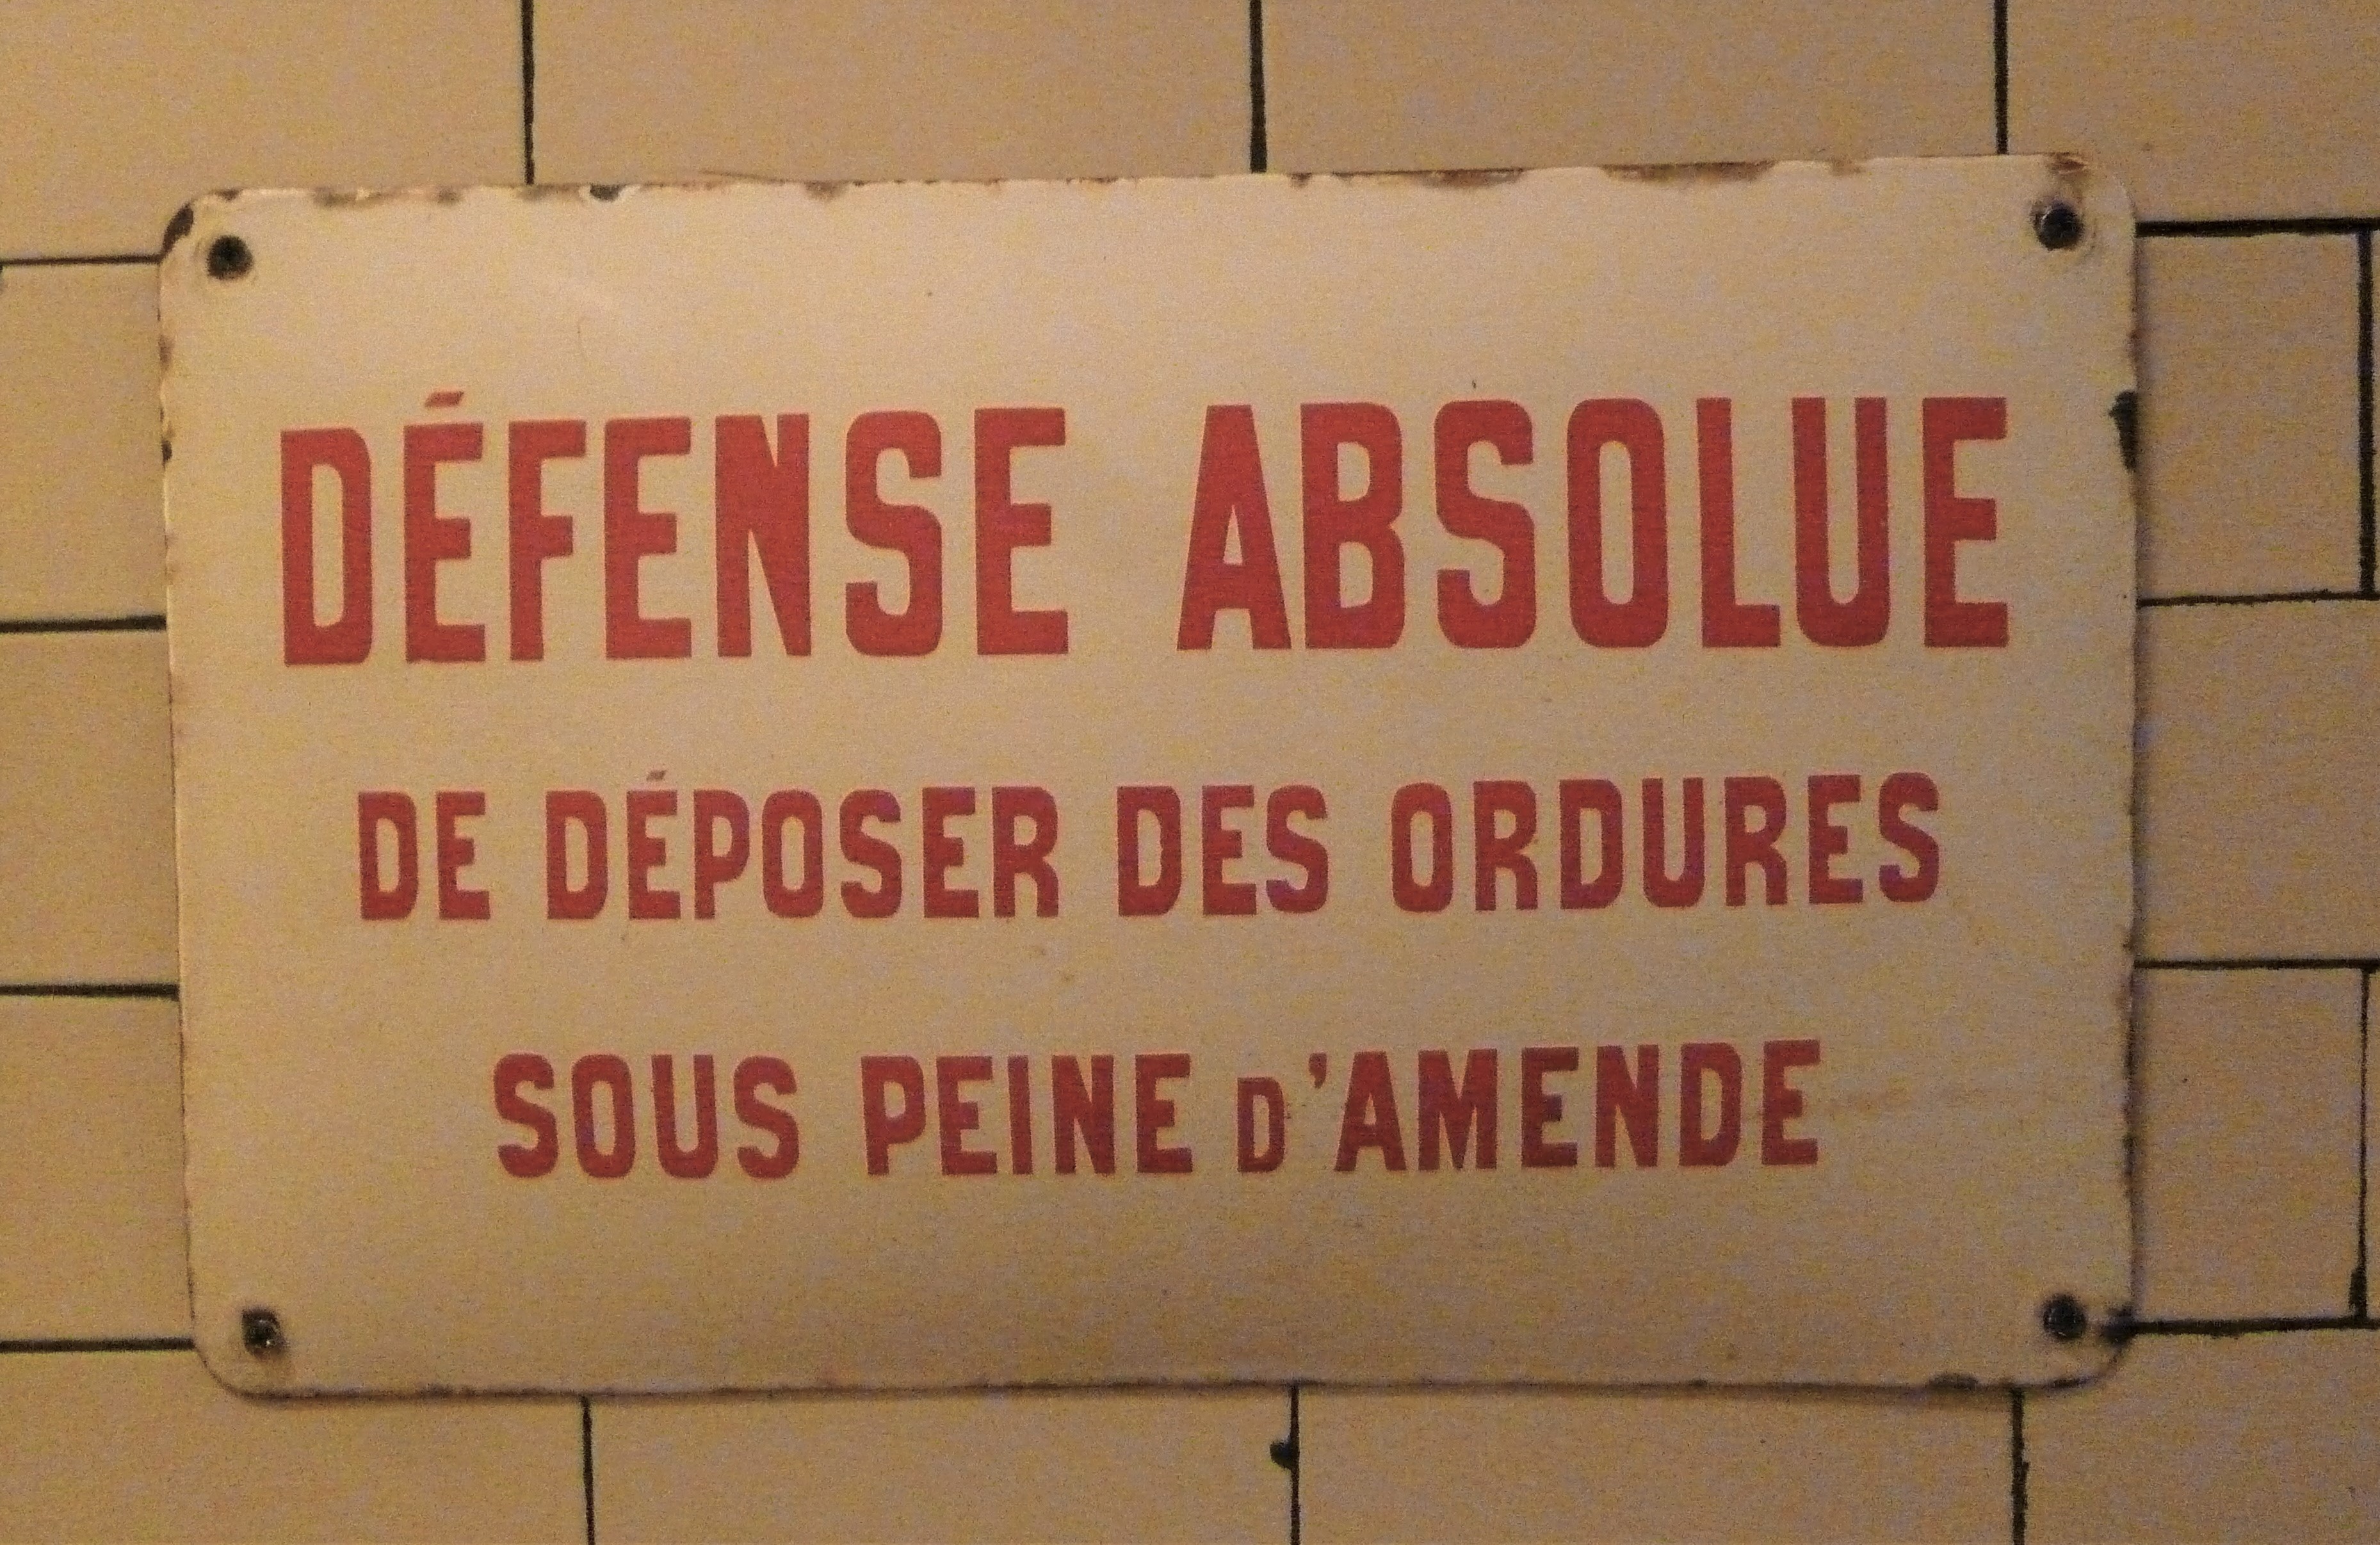 DÉFENSE ABSOLUE
DE DÉPOSER DES ORDURES
SOUS PEINE D'AMENDE